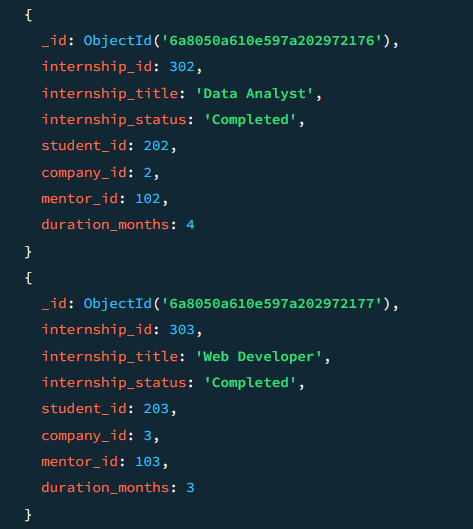 {
  _id: ObjectId('6a8050a610e597a202972176'),
  internship_id: 302,
  internship_title: 'Data Analyst',
  internship_status: 'Completed',
  student_id: 202,
  company_id: 2,
  mentor_id: 102,
  duration_months: 4
}
{
  _id: ObjectId('6a8050a610e597a202972177'),
  internship_id: 303,
  internship_title: 'Web Developer',
  internship_status: 'Completed',
  student_id: 203,
  company_id: 3,
  mentor_id: 103,
  duration_months: 3
}